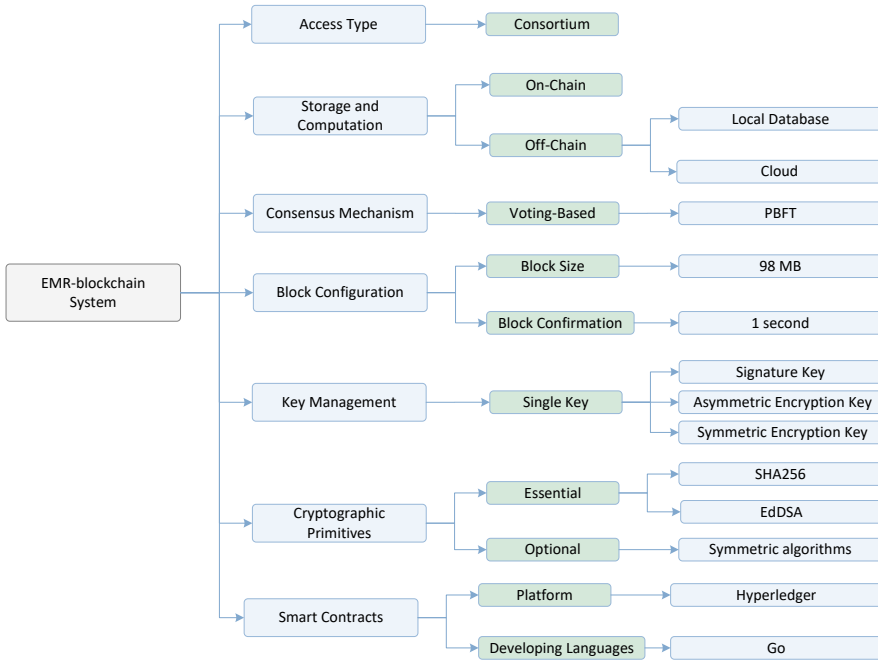 EMR-blockchain
System
Access Type
Consortium
Storage and
Computation
On-Chain
Off-Chain
Local Database
Cloud
Consensus Mechanism
Voting-Based
PBFT
Block Configuration
Block Size
98 MB
Block Confirmation
1 second
Key Management
Single Key
Signature Key
Asymmetric Encryption Key
Symmetric Encryption Key
Cryptographic
Primitives
Essential
SHA256
EdDSA
Optional
Symmetric algorithms
Smart Contracts
Platform
Hyperledger
Developing Languages
Go